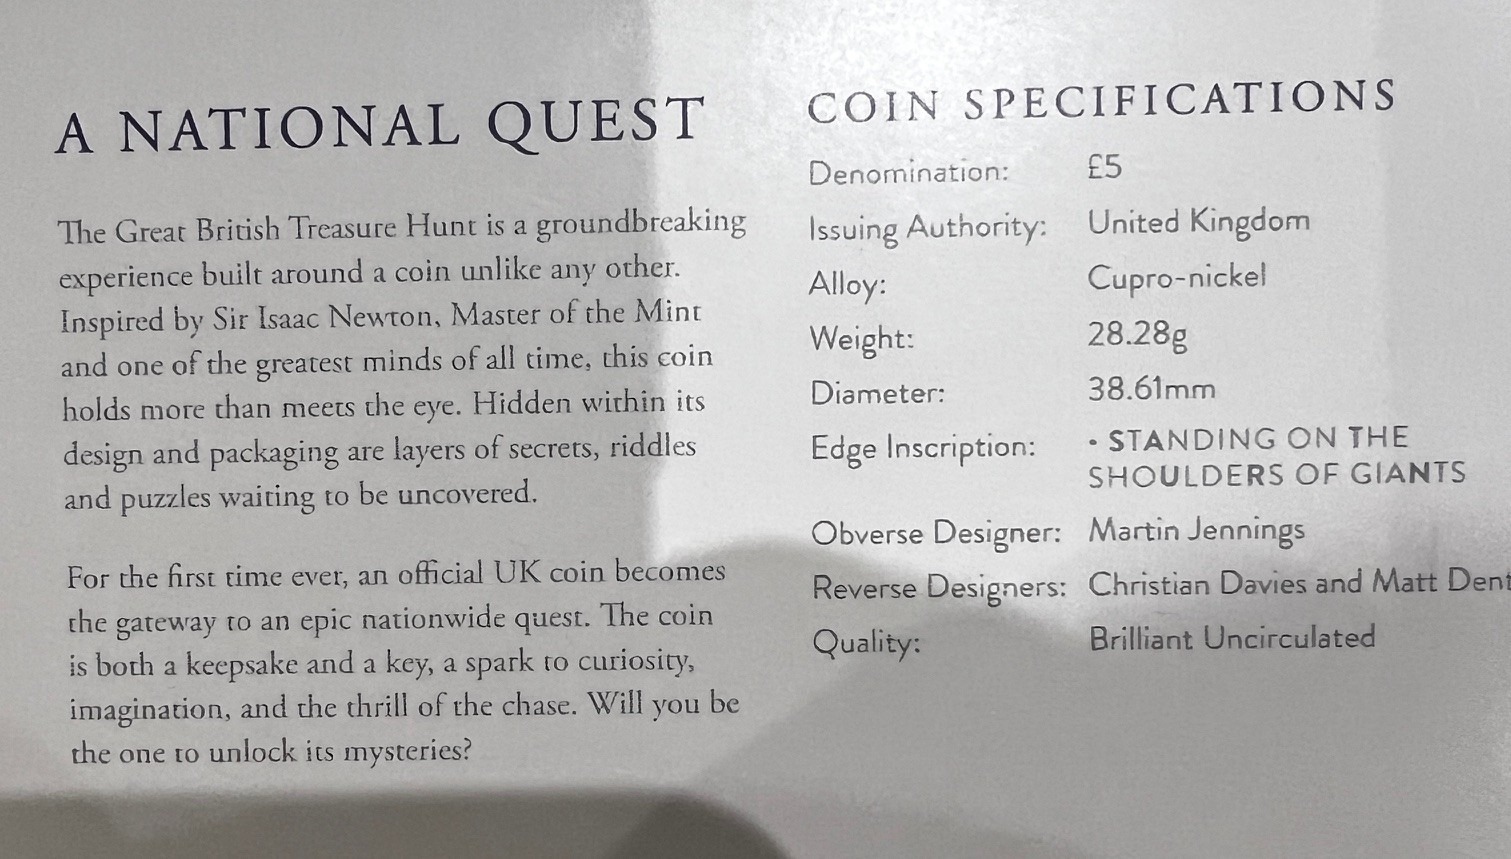 A NATIONAL QUEST
The Great British Treasure Hunt is a groundbreaking
experience built around a coin unlike any other.
Inspired by Sir Isaac Newton, Master of the Mint
and one of the greatest minds of all time, this coin
holds more than meets the eye. Hidden within its
design and packaging are layers of secrets, riddles
and puzzles waiting to be uncovered.
For the first time ever, an official UK coin becomes
the gateway to an epic nationwide quest. The coin
is both a keepsake and a key, a spark to curiosity,
imagination, and the thrill of the chase. Will you be
the one to unlock its mysteries?
COIN SPECIFICATIONS
Denomination: £5
Issuing Authority: United Kingdom
Alloy: Cupro-nickel
Weight: 28.28g
Diameter: 38.61mm
Edge Inscription: • STANDING ON THE
SHOULDERS OF GIANTS
Obverse Designer: Martin Jennings
Reverse Designers: Christian Davies and Matt Dent
Quality: Brilliant Uncirculated